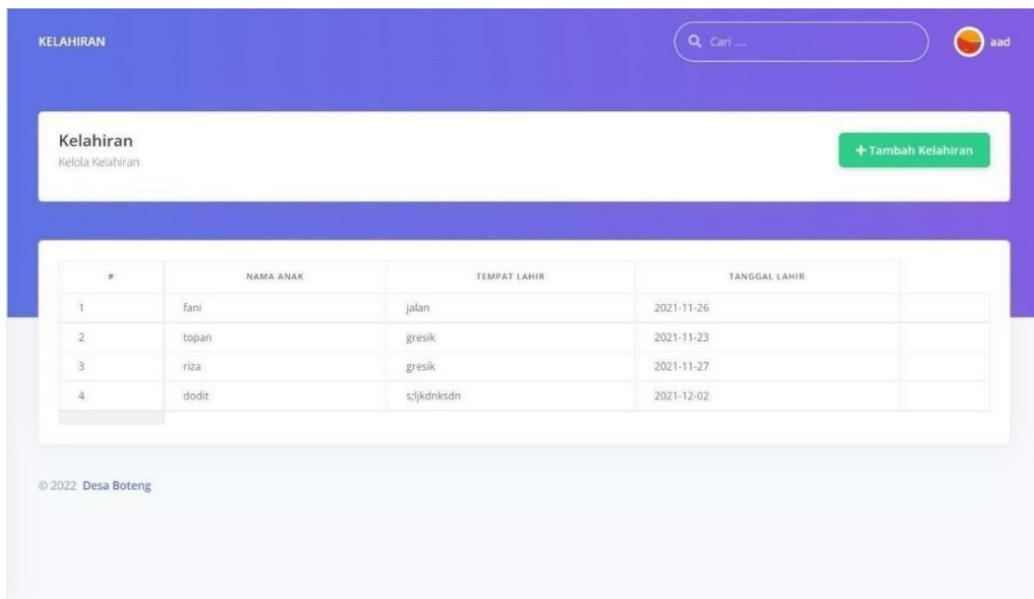 KELAHIRAN
Cari ....
aad
Kelahiran
Kelola Kelahiran
+ Tambah Kelahiran
# NAMA ANAK TEMPAT LAHIR TANGGAL LAHIR
1 fani jalan 2021-11-26
2 topan gresik 2021-11-23
3 riza gresik 2021-11-27
4 dodit s;ljkdnksdn 2021-12-02
© 2022 Desa Boteng